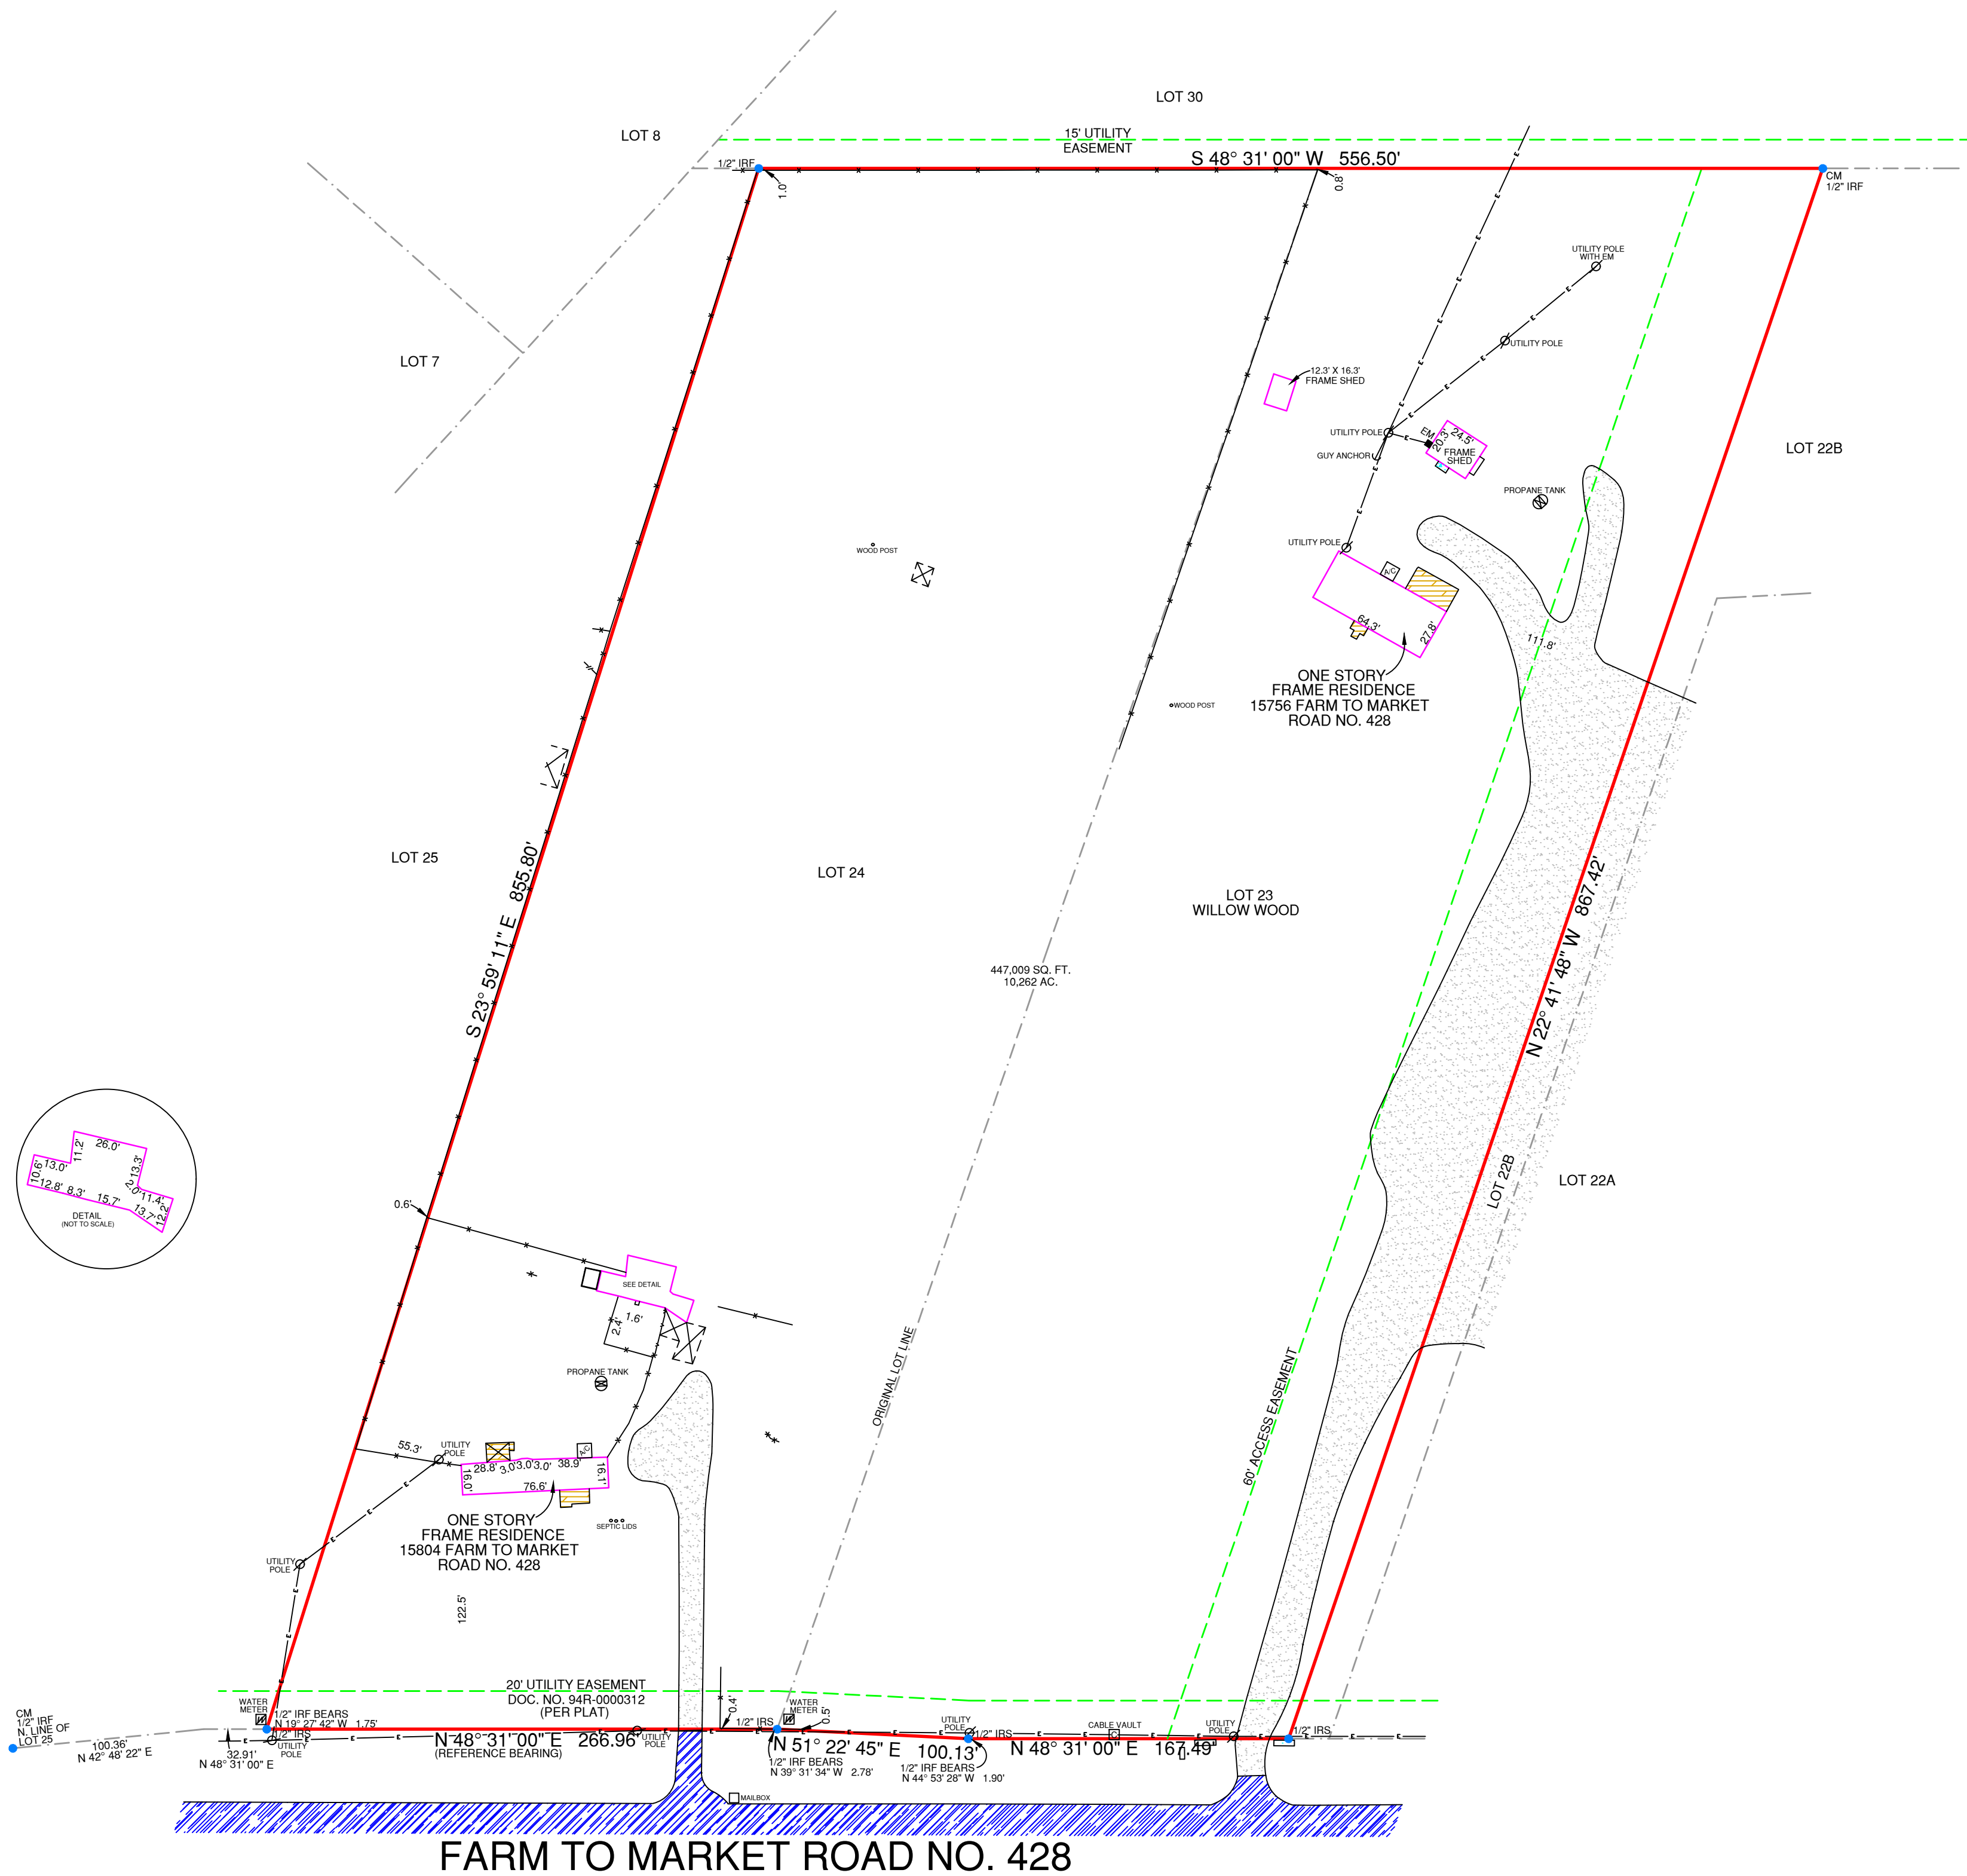 LOT 30
LOT 8
15' UTILITY
EASEMENT
S 48° 31' 00" W 556.50'
1/2" IRF
1.0'
0.8'
CM
1/2" IRF
UTILITY POLE
WITH EM
UTILITY POLE
LOT 7
12.3' X 16.3'
FRAME SHED
UTILITY POLE
EM
20.3'
24.5'
FRAME
SHED
GUY ANCHOR
LOT 22B
PROPANE TANK
UTILITY POLE
WOOD POST
A/C
64.3'
27.8'
111.8'
ONE STORY
FRAME RESIDENCE
15756 FARM TO MARKET
ROAD NO. 428
WOOD POST
LOT 25
LOT 24
LOT 23
WILLOW WOOD
S 23° 59' 11" E 855.80'
N 22° 41' 48" W 867.42'
447,009 SQ. FT.
10,262 AC.
11.2'
26.0'
10.6'
13.0'
13.3'
12.8'
8.3'
15.7'
2.0'
11.4'
13.7'
12.2'
DETAIL
(NOT TO SCALE)
LOT 22B
LOT 22A
0.6'
SEE DETAIL
1.6'
2.4'
PROPANE TANK
ORIGINAL LOT LINE
60' ACCESS EASEMENT
55.3'
UTILITY
POLE
A/C
28.8'
3.0'
3.0'
3.0'
38.9'
16.0'
16.1'
76.6'
SEPTIC LIDS
ONE STORY
FRAME RESIDENCE
15804 FARM TO MARKET
ROAD NO. 428
UTILITY
POLE
122.5'
20' UTILITY EASEMENT
DOC. NO. 94R-0000312
(PER PLAT)
0.4'
WATER
METER
WATER
METER
0.5'
CM
1/2" IRF
N. LINE OF
LOT 25
100.36'
N 42° 48' 22" E
32.91'
N 48° 31' 00" E
1/2" IRF BEARS
N 19° 27' 42" W 1.75'
1/2" IRS
UTILITY
POLE
N 48° 31' 00" E 266.96'
(REFERENCE BEARING)
UTILITY
POLE
1/2" IRS
N 51° 22' 45" E 100.13'
1/2" IRF BEARS
N 39° 31' 34" W 2.78'
UTILITY
POLE
1/2" IRS
1/2" IRF BEARS
N 44° 53' 28" W 1.90'
CABLE VAULT
C
N 48° 31' 00" E 167.49'
UTILITY
POLE
1/2" IRS
MAILBOX
FARM TO MARKET ROAD NO. 428